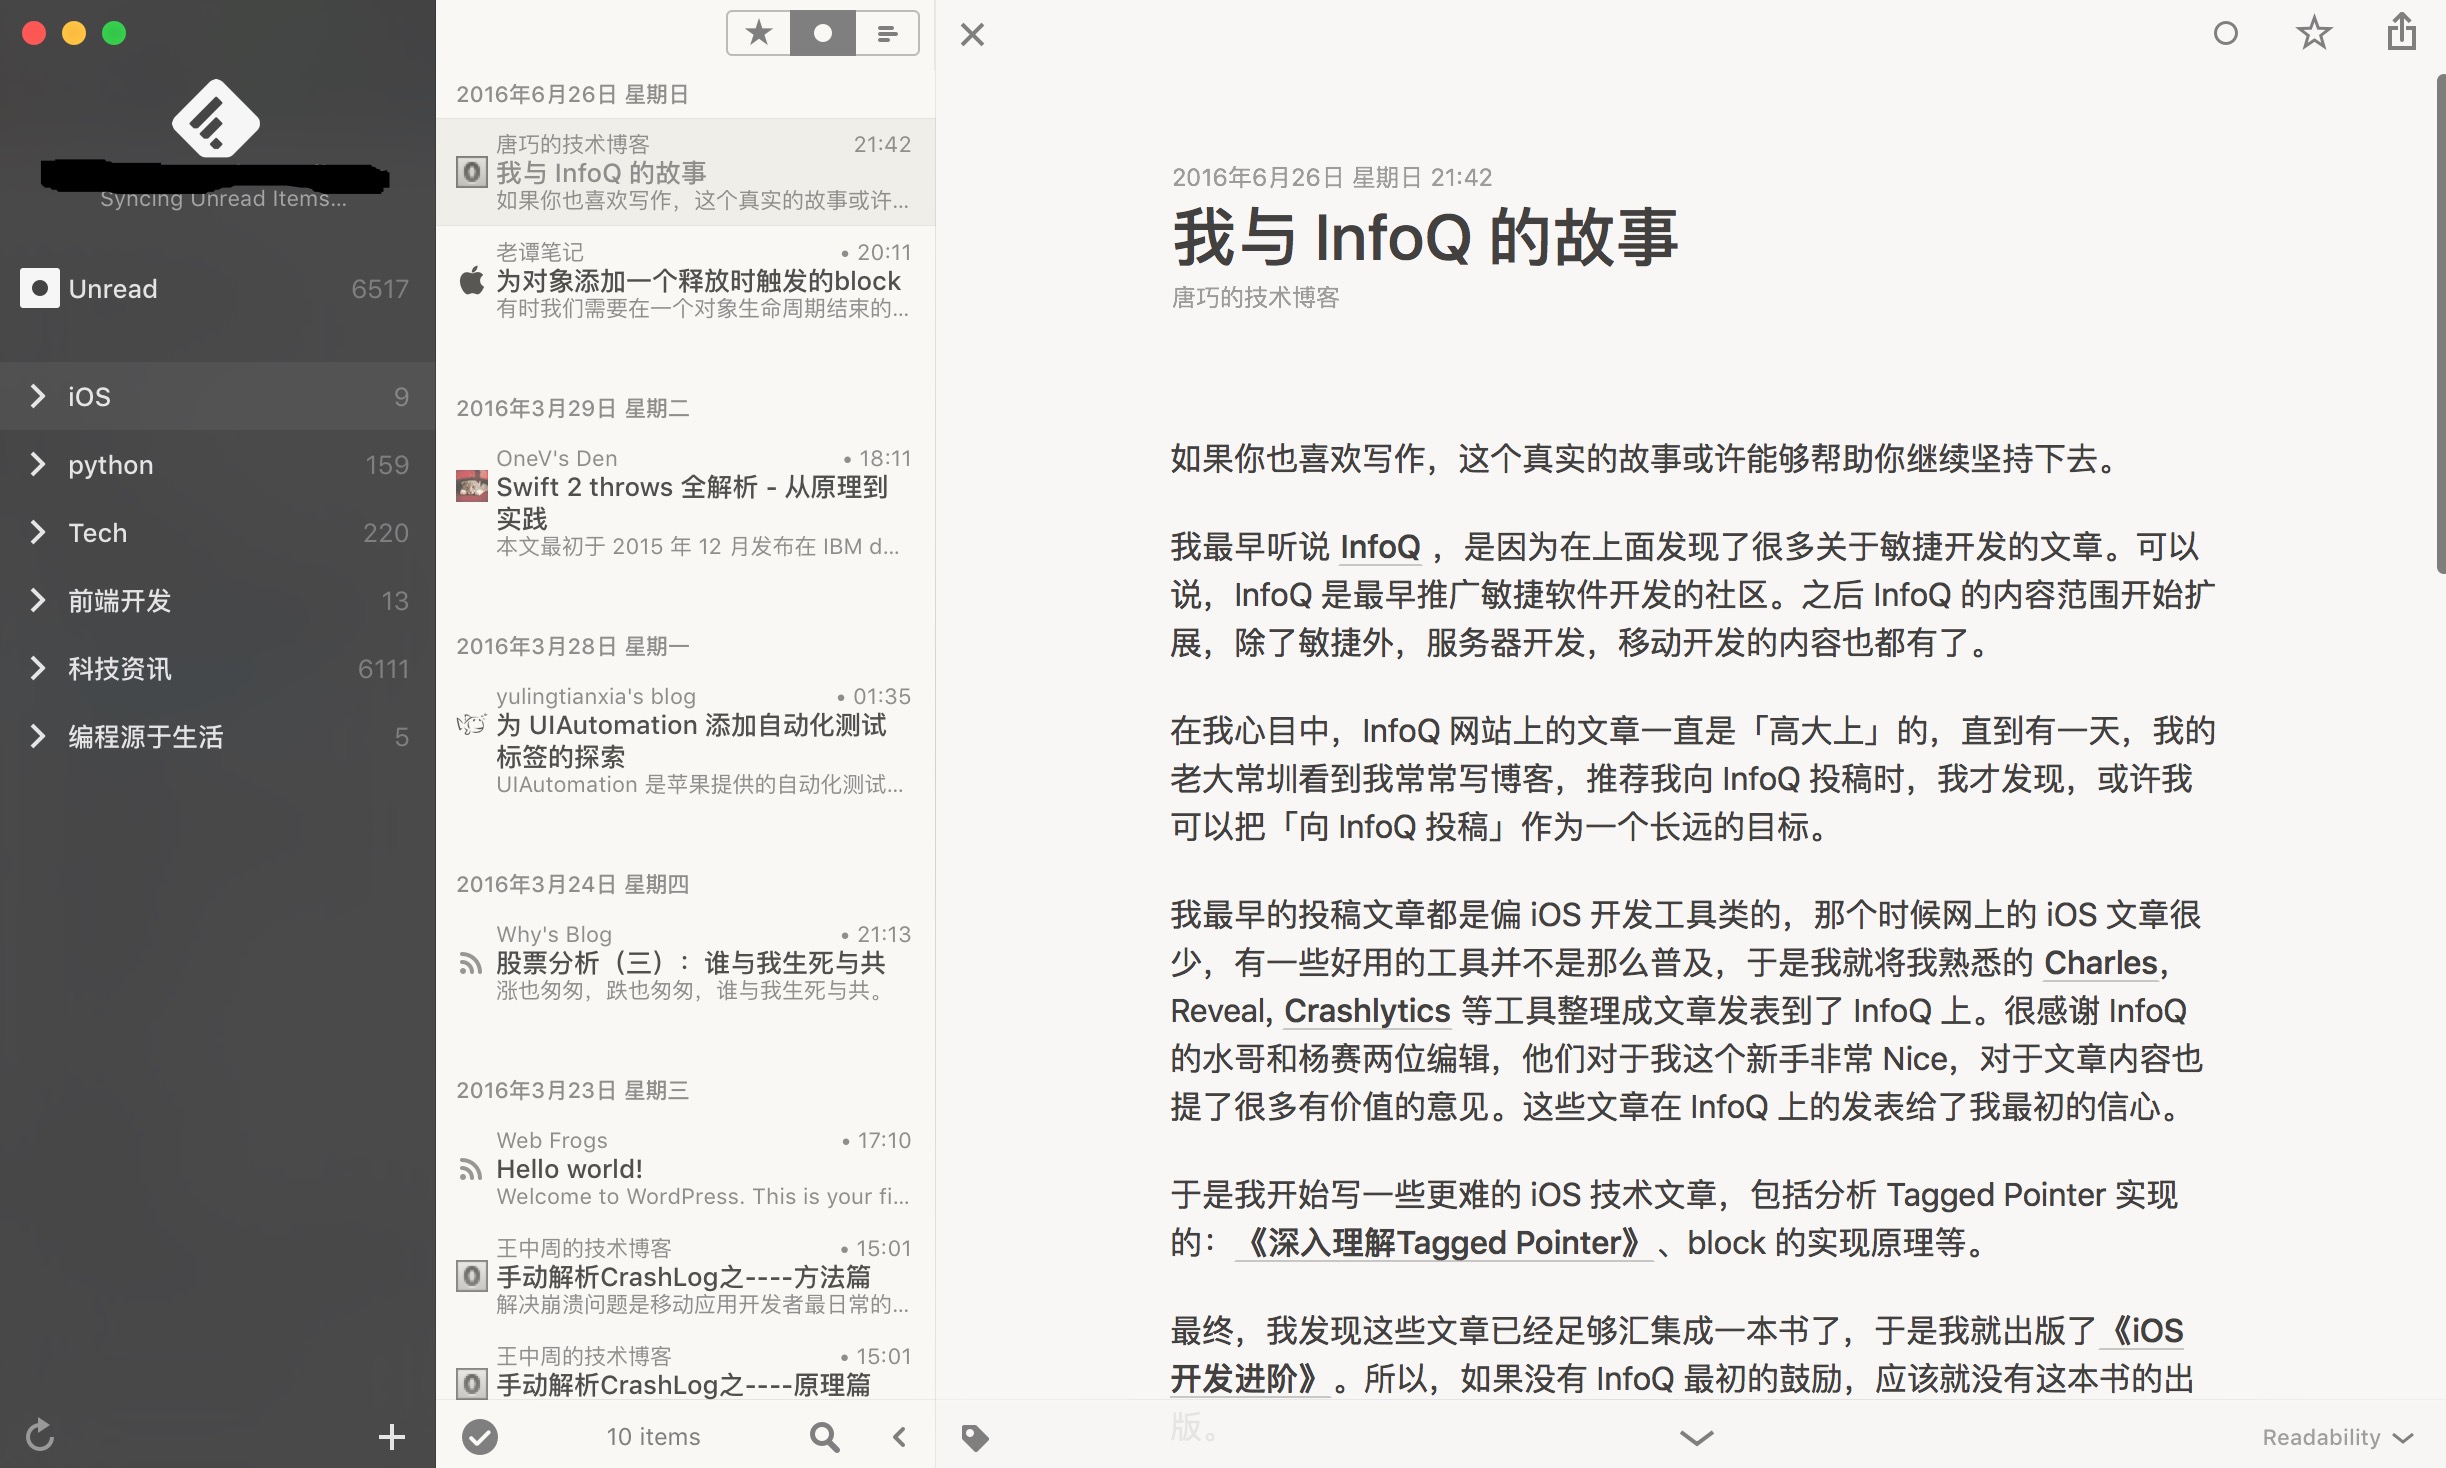 Syncing Unread Items...
Unread 6517
iOS 9
python 159
Tech 220
前端开发 13
科技资讯 6111
编程源于生活 5
2016年6月26日 星期日
唐巧的技术博客 21:42
我与 InfoQ 的故事
如果你也喜欢写作，这个真实的故事或许...
老谭笔记 • 20:11
为对象添加一个释放时触发的block
有时我们需要在一个对象生命周期结束的...
2016年3月29日 星期二
OneV's Den • 18:11
Swift 2 throws 全解析 - 从原理到
实践
本文最初于 2015 年 12 月发布在 IBM d...
2016年3月28日 星期一
yulingtianxia's blog • 01:35
为 UIAutomation 添加自动化测试
标签的探索
UIAutomation 是苹果提供的自动化测试...
2016年3月24日 星期四
Why's Blog • 21:13
股票分析（三）：谁与我生死与共
涨也匆匆，跌也匆匆，谁与我生死与共。
2016年3月23日 星期三
Web Frogs • 17:10
Hello world!
Welcome to WordPress. This is your fi...
王中周的技术博客 • 15:01
手动解析CrashLog之----方法篇
解决崩溃问题是移动应用开发者最日常的...
王中周的技术博客 • 15:01
手动解析CrashLog之----原理篇
10 items
2016年6月26日 星期日 21:42
我与 InfoQ 的故事
唐巧的技术博客
如果你也喜欢写作，这个真实的故事或许能够帮助你继续坚持下去。
我最早听说 InfoQ ，是因为在上面发现了很多关于敏捷开发的文章。可以
说，InfoQ 是最早推广敏捷软件开发的社区。之后 InfoQ 的内容范围开始扩
展，除了敏捷外，服务器开发，移动开发的内容也都有了。
在我心目中，InfoQ 网站上的文章一直是「高大上」的，直到有一天，我的
老大常圳看到我常常写博客，推荐我向 InfoQ 投稿时，我才发现，或许我
可以把「向 InfoQ 投稿」作为一个长远的目标。
我最早的投稿文章都是偏 iOS 开发工具类的，那个时候网上的 iOS 文章很
少，有一些好用的工具并不是那么普及，于是我就将我熟悉的 Charles，
Reveal, Crashlytics 等工具整理成文章发表到了 InfoQ 上。很感谢 InfoQ
的水哥和杨赛两位编辑，他们对于我这个新手非常 Nice，对于文章内容也
提了很多有价值的意见。这些文章在 InfoQ 上的发表给了我最初的信心。
于是我开始写一些更难的 iOS 技术文章，包括分析 Tagged Pointer 实现
的：《深入理解Tagged Pointer》、block 的实现原理等。
最终，我发现这些文章已经足够汇集成一本书了，于是我就出版了《iOS
开发进阶》。所以，如果没有 InfoQ 最初的鼓励，应该就没有这本书的出
版。
Readability